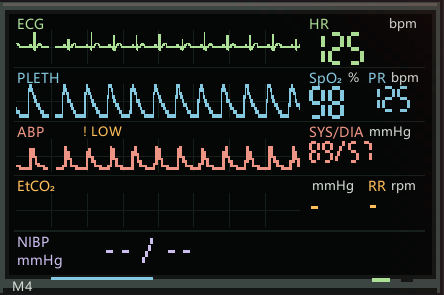 ECG HR bpm
125
PLETH SpO₂ % PR bpm
98 125
ABP ! LOW SYS/DIA mmHg
89/57
EtCO₂ mmHg RR rpm
- -
NIBP
mmHg --/--
M4